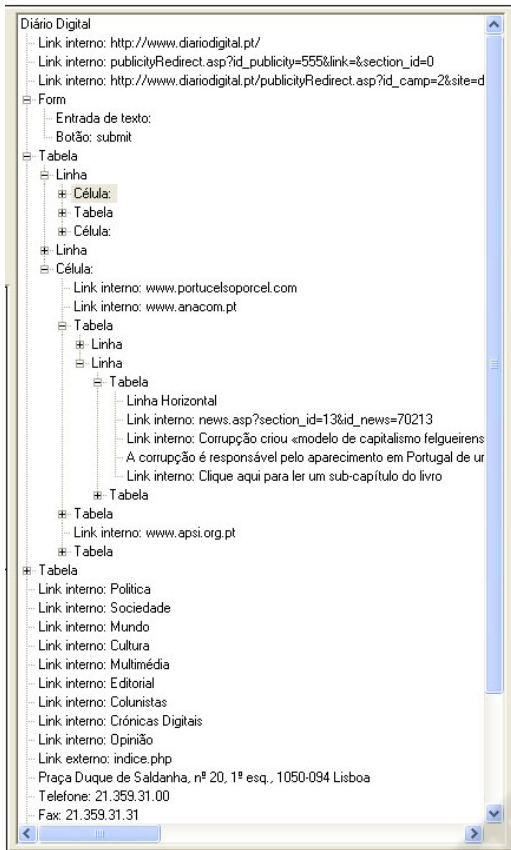 Diário Digital
Link interno: http://www.diariodigital.pt/
Link interno: publicityRedirect.asp?id_publicity=555&link=&section_id=0
Link interno: http://www.diariodigital.pt/publicityRedirect.asp?id_camp=2&site=d
Form
Entrada de texto:
Botão: submit
Tabela
Linha
Célula:
Tabela
Célula:
Linha
Célula:
Link interno: www.portucelsoporcel.com
Link interno: www.anacom.pt
Tabela
Linha
Linha
Tabela
Linha Horizontal
Link interno: news.asp?section_id=13&id_news=70213
Link interno: Corrupção criou «modelo de capitalismo felgueirens
A corrupção é responsável pelo aparecimento em Portugal de ur
Link interno: Clique aqui para ler um sub-capítulo do livro
Tabela
Tabela
Link interno: www.apsi.org.pt
Tabela
Tabela
Link interno: Política
Link interno: Sociedade
Link interno: Mundo
Link interno: Cultura
Link interno: Multimédia
Link interno: Editorial
Link interno: Colunistas
Link interno: Crónicas Digitais
Link interno: Opinião
Link externo: indice.php
Praça Duque de Saldanha, nº 20, 1º esq., 1050-094 Lisboa
Telefone: 21.359.31.00
Fax: 21.359.31.31